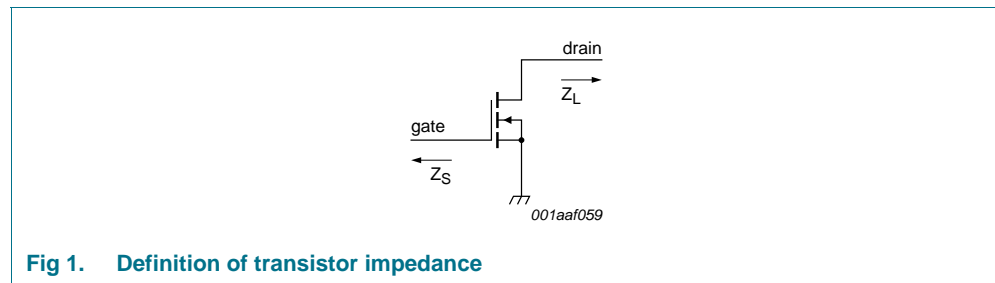 drain
Z_L
gate
Z_S
001aaf059
Fig 1. Definition of transistor impedance